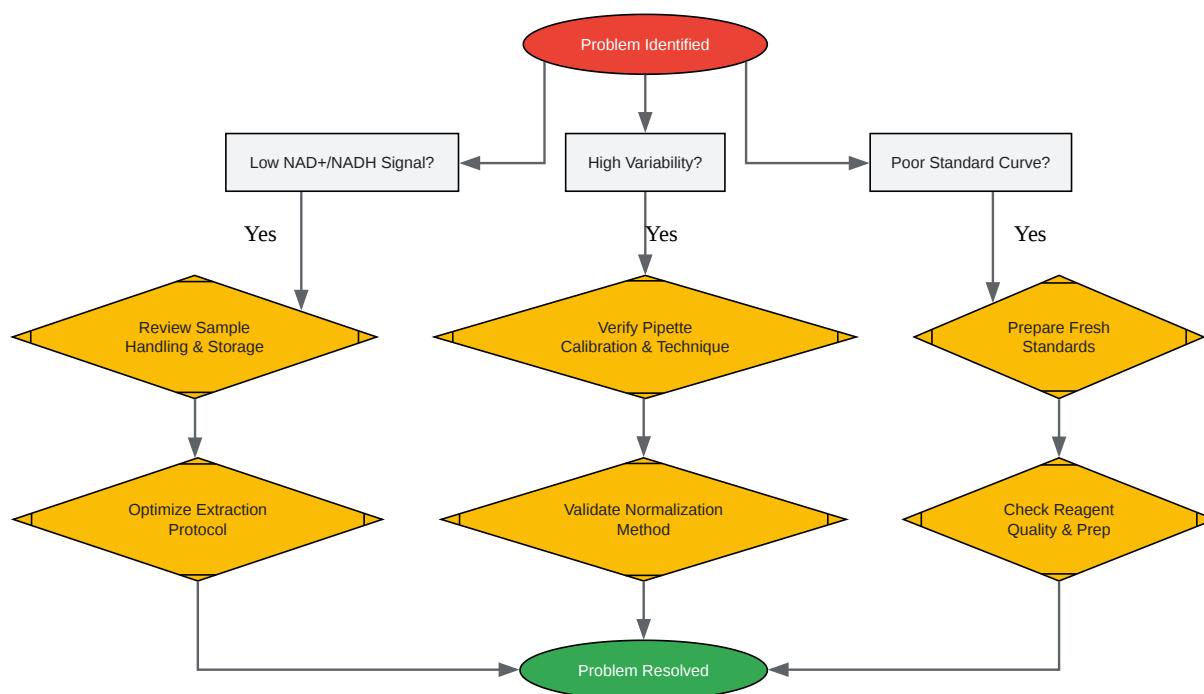 Problem Identified
Low NAD+/NADH Signal?
High Variability?
Poor Standard Curve?
Yes
Yes
Yes
Review Sample
Handling & Storage
Verify Pipette
Calibration & Technique
Prepare Fresh
Standards
Optimize Extraction
Protocol
Validate Normalization
Method
Check Reagent
Quality & Prep
Problem Resolved